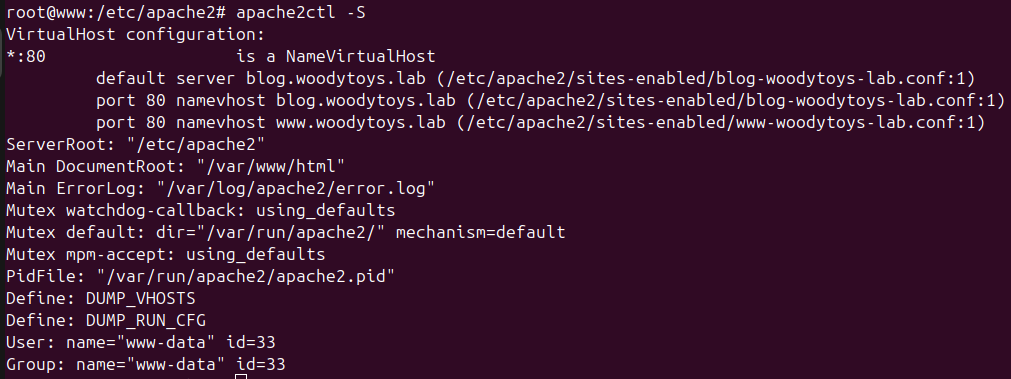 root@www:/etc/apache2# apache2ctl -S
VirtualHost configuration:
*:80                   is a NameVirtualHost
         default server blog.woodytoys.lab (/etc/apache2/sites-enabled/blog-woodytoys-lab.conf:1)
         port 80 namevhost blog.woodytoys.lab (/etc/apache2/sites-enabled/blog-woodytoys-lab.conf:1)
         port 80 namevhost www.woodytoys.lab (/etc/apache2/sites-enabled/www-woodytoys-lab.conf:1)
ServerRoot: "/etc/apache2"
Main DocumentRoot: "/var/www/html"
Main ErrorLog: "/var/log/apache2/error.log"
Mutex watchdog-callback: using_defaults
Mutex default: dir="/var/run/apache2/" mechanism=default
Mutex mpm-accept: using_defaults
PidFile: "/var/run/apache2/apache2.pid"
Define: DUMP_VHOSTS
Define: DUMP_RUN_CFG
User: name="www-data" id=33
Group: name="www-data" id=33